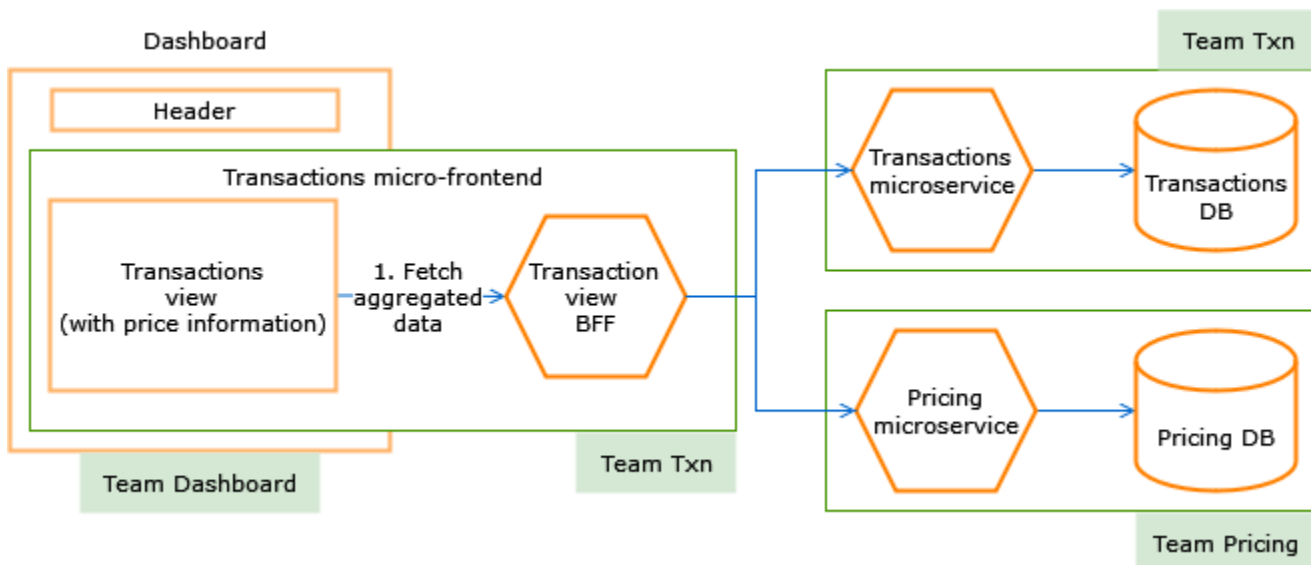 Dashboard
Team Txn
Header
Transactions micro-frontend
Transactions
view
(with price information)
1. Fetch
aggregated
data
Transaction
view
BFF
Team Dashboard
Team Txn
Transactions
microservice
Transactions
DB
Pricing
microservice
Pricing DB
Team Pricing